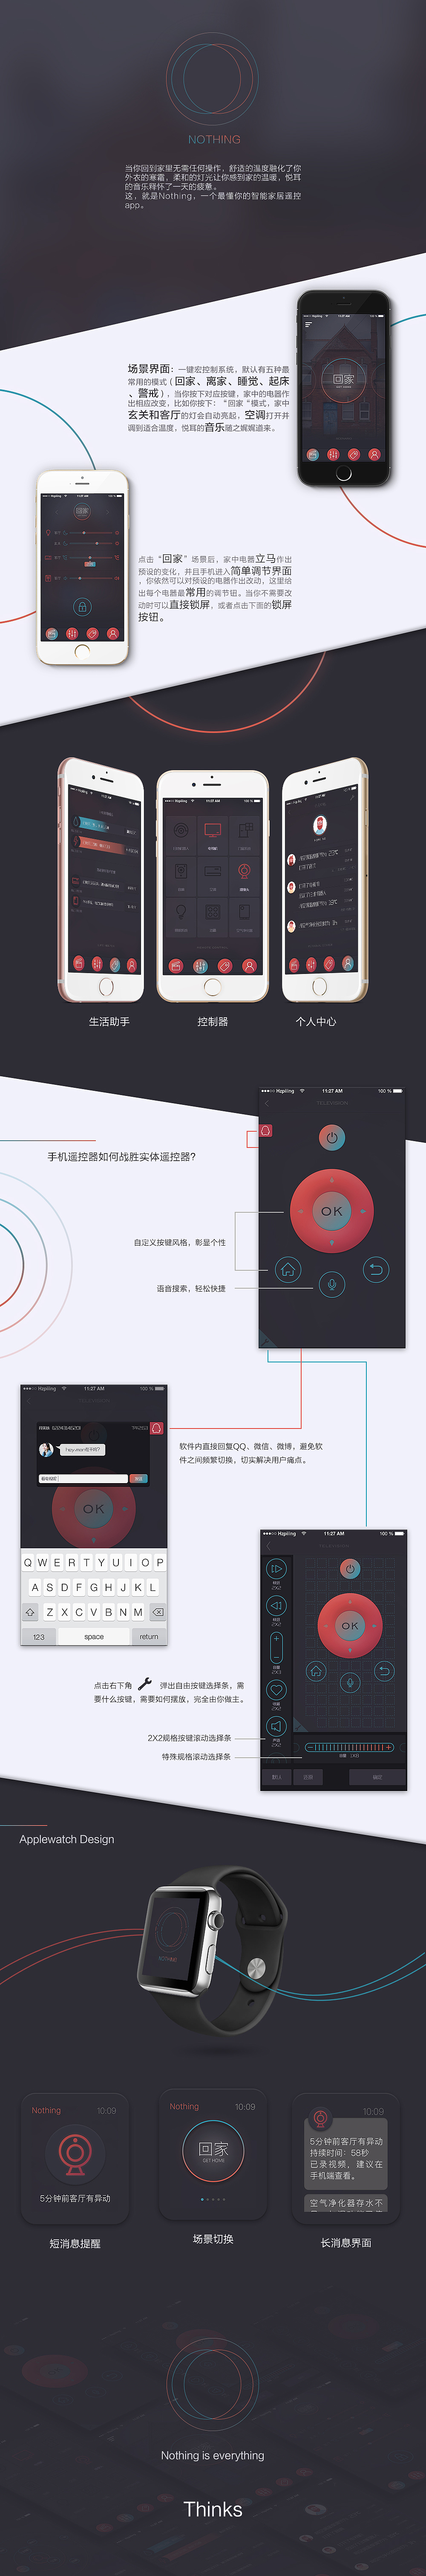 NOTHING
当你回到家里无需任何操作，舒适的温度融化了你
外衣的寒霜，柔和的灯光让你感到家的温暖，悦耳
的音乐释怀了一天的疲惫。
这，就是Nothing，一个最懂你的智能家居遥控
app。
场景界面：一键宏控制系统，默认有五种最
常用的模式（回家、离家、睡觉、起床
、警戒），当你按下对应按键，家中的电器作
出相应改变，比如你按下：“回家”模式，家中
玄关和客厅的灯会自动亮起，空调打开并
调到适合温度，悦耳的音乐随之娓娓道来。
回家
点击“回家”场景后，家中电器立马作出
预设的变化，并且手机进入简单调节界面
，你依然可以对预设的电器作出改动，这里给
出每个电器最常用的调节钮。当你不需要改
动时可以直接锁屏，或者点击下面的锁屏
按钮。
回家
生活助手
控制器
个人中心
Hzpling 11:27 AM 100 %
TELEVISION
OK
手机遥控器如何战胜实体遥控器？
自定义按键风格，彰显个性
语音搜索，轻松快捷
Hzpling 11:27 AM 100 %
OK
Q W E R T Y U I O P
A S D F G H J K L
Z X C V B N M
123 space return
软件内直接回复QQ、微信、微博，避免软
件之间频繁切换，切实解决用户痛点。
Hzpling 11:27 AM 100 %
OK
点击右下角 弹出自由按键选择条，需
要什么按键，需要如何摆放，完全由你做主。
2X2规格按键滚动选择条
特殊规格滚动选择条
Applewatch Design
NOTHING
Nothing 10:09
5分钟前客厅有异动
短消息提醒
Nothing 10:09
回家
GET HOME
场景切换
10:09
5分钟前客厅有异动
持续时间：58秒
已录视频，建议在
手机端查看。
空气净化器存水不
长消息界面
Nothing is everything
Thinks